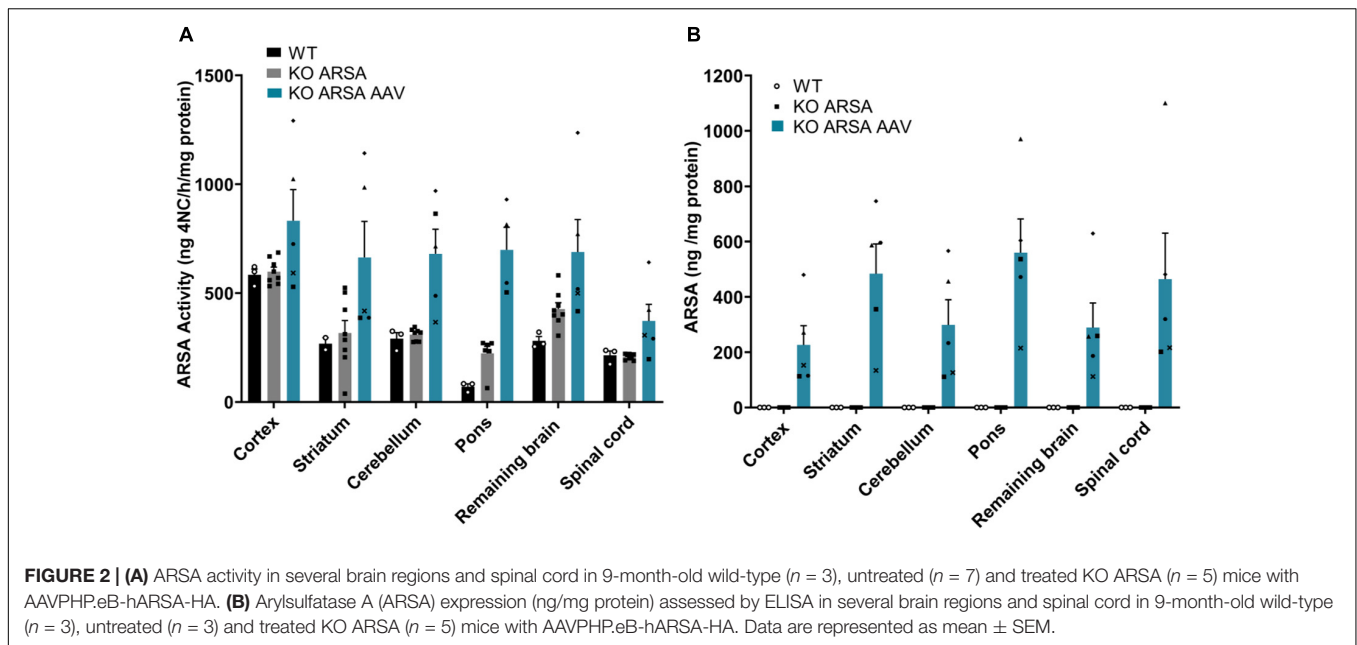 A
WT
KO ARSA
KO ARSA AAV
ARSA Activity (ng 4NC/h/mg protein)
1500
1000
500
0
Cortex
Striatum
Cerebellum
Pons
Remaining brain
Spinal cord
B
WT
KO ARSA
KO ARSA AAV
ARSA (ng /mg protein)
1200
1000
800
600
400
200
0
Cortex
Striatum
Cerebellum
Pons
Remaining brain
Spinal cord
FIGURE 2 | (A) ARSA activity in several brain regions and spinal cord in 9-month-old wild-type (n = 3), untreated (n = 7) and treated KO ARSA (n = 5) mice with
AAVPHP.eB-hARSA-HA. (B) Arylsulfatase A (ARSA) expression (ng/mg protein) assessed by ELISA in several brain regions and spinal cord in 9-month-old wild-type
(n = 3), untreated (n = 3) and treated KO ARSA (n = 5) mice with AAVPHP.eB-hARSA-HA. Data are represented as mean ± SEM.